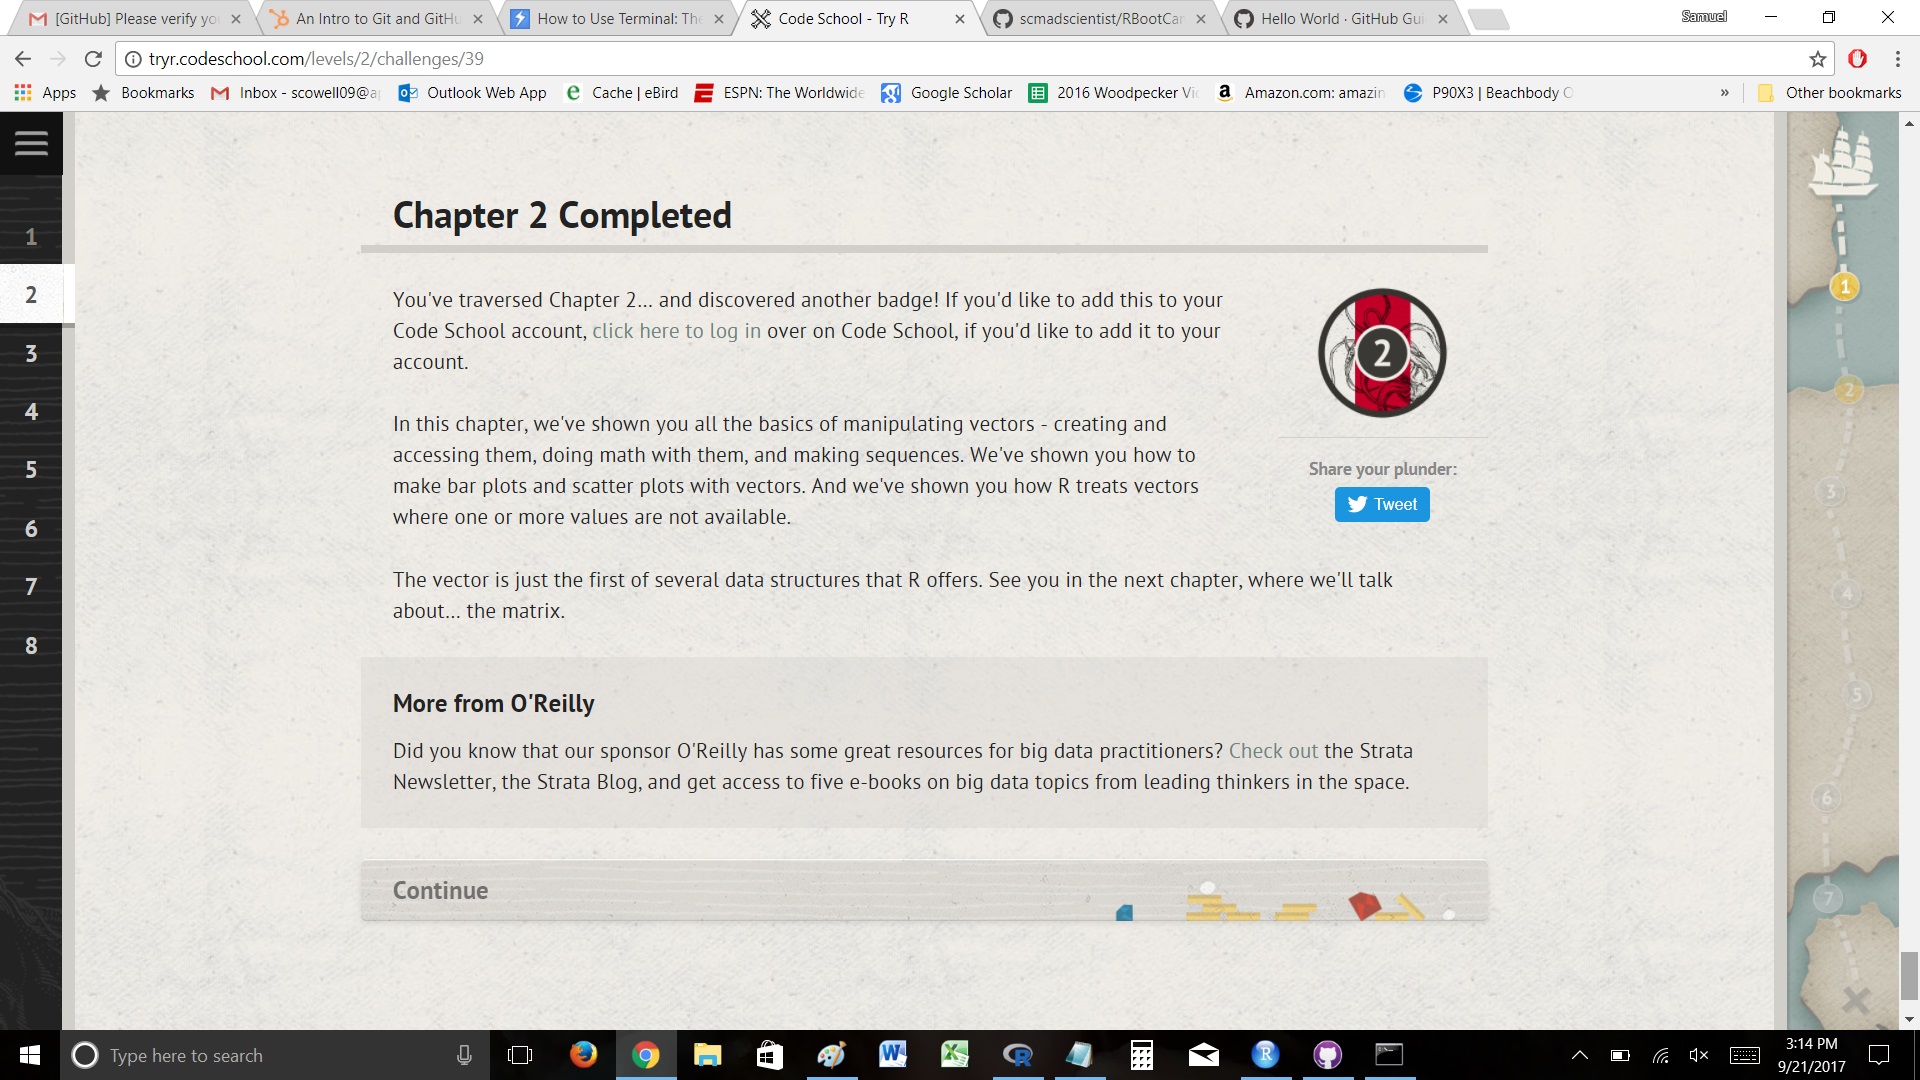 [GitHub] Please verify yo
An Intro to Git and GitHu
How to Use Terminal: The
Code School - Try R
scmadscientist/RBootCa
Hello World · GitHub Gui
Samuel
tryr.codeschool.com/levels/2/challenges/39
Apps
Bookmarks
Inbox - scowell09@a
Outlook Web App
Cache | eBird
ESPN: The Worldwide
Google Scholar
2016 Woodpecker Vi
Amazon.com: amazin
P90X3 | Beachbody O
»
Other bookmarks
1
2
3
4
5
6
7
8
Chapter 2 Completed
You've traversed Chapter 2... and discovered another badge! If you'd like to add this to your
Code School account, click here to log in over on Code School, if you'd like to add it to your
account.
In this chapter, we've shown you all the basics of manipulating vectors - creating and
accessing them, doing math with them, and making sequences. We've shown you how to
make bar plots and scatter plots with vectors. And we've shown you how R treats vectors
where one or more values are not available.
The vector is just the first of several data structures that R offers. See you in the next chapter, where we'll talk
about... the matrix.
2
Share your plunder:
Tweet
More from O'Reilly
Did you know that our sponsor O'Reilly has some great resources for big data practitioners? Check out the Strata
Newsletter, the Strata Blog, and get access to five e-books on big data topics from leading thinkers in the space.
Continue
1
2
3
4
5
6
7
Type here to search
3:14 PM
9/21/2017